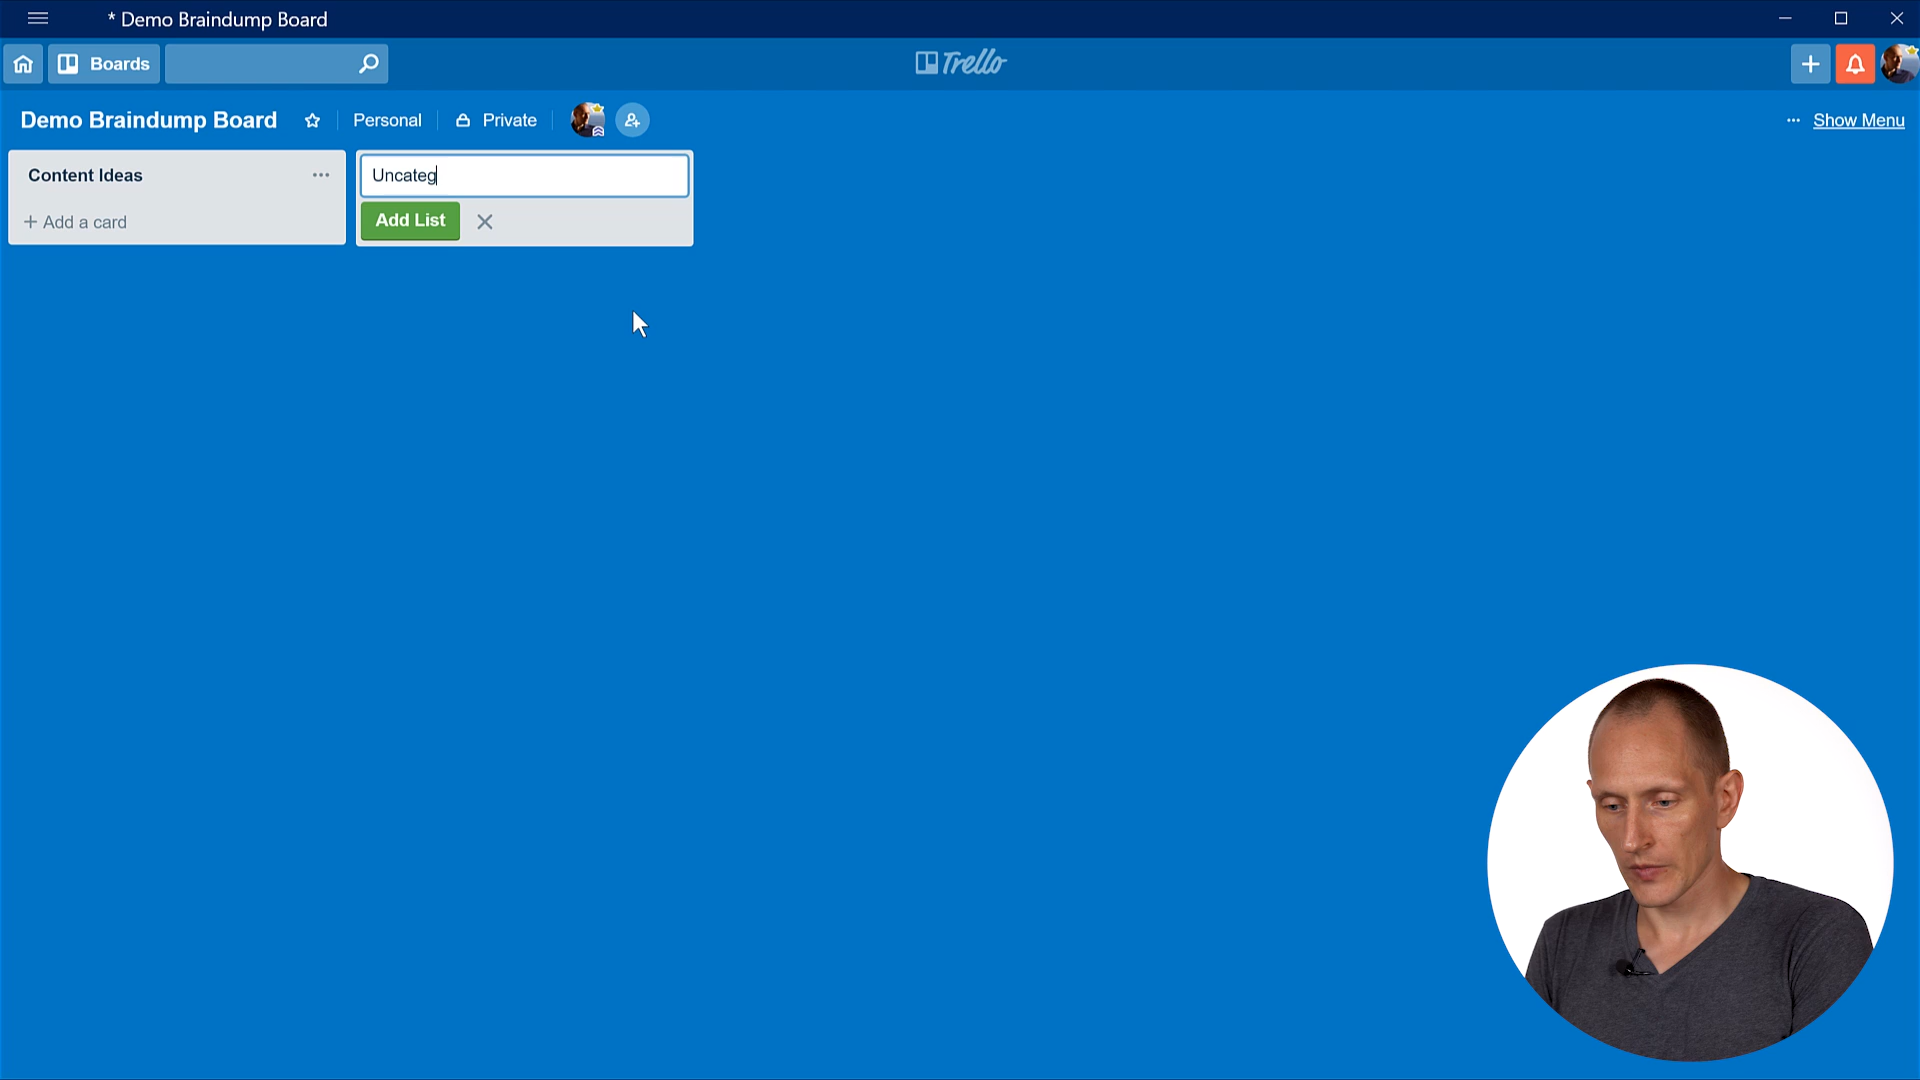 * Demo Braindump Board
Boards
Trello
Demo Braindump Board
Personal
Private
... Show Menu
Content Ideas
...
+ Add a card
Uncateg
Add List